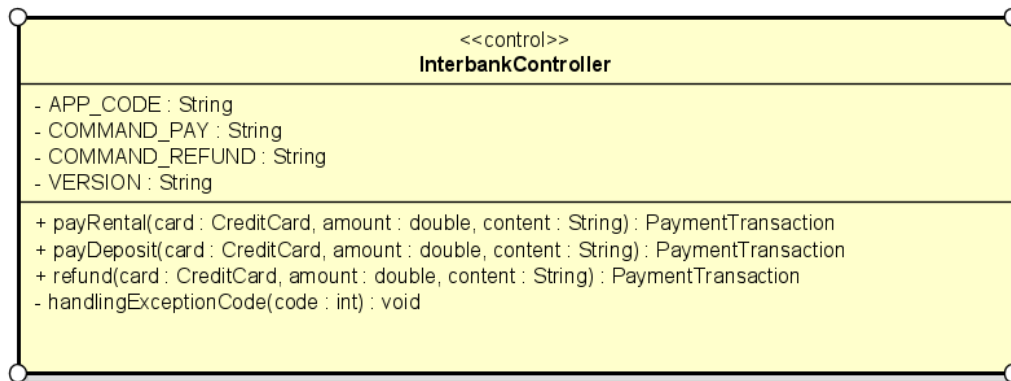 <<control>>
InterbankController
- APP_CODE : String
- COMMAND_PAY : String
- COMMAND_REFUND : String
- VERSION : String
+ payRental(card : CreditCard, amount : double, content : String) : PaymentTransaction
+ payDeposit(card : CreditCard, amount : double, content : String) : PaymentTransaction
+ refund(card : CreditCard, amount : double, content : String) : PaymentTransaction
- handlingExceptionCode(code : int) : void